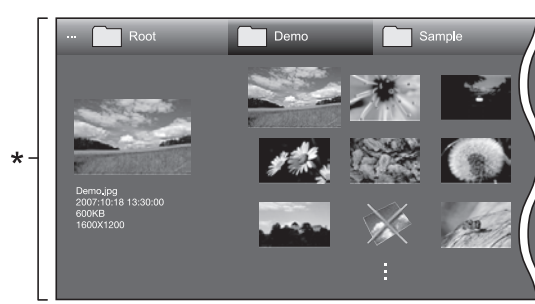 *
... Root Demo Sample
Demo.jpg
2007:10:18 13:30:00
600KB
1600X1200